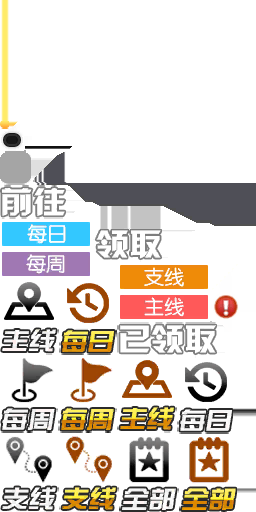 前往
每日
领取
每周
支线
主线
!
主线 每日 已领取
每周 每周 主线 每日
支线 支线 全部 全部